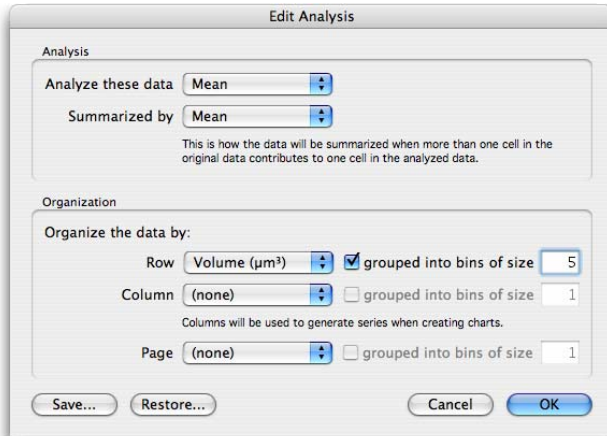 Edit Analysis
Analysis
Analyze these data Mean
Summarized by Mean
This is how the data will be summarized when more than one cell in the
original data contributes to one cell in the analyzed data.
Organization
Organize the data by:
Row Volume (µm³) grouped into bins of size 5
Column (none) grouped into bins of size 1
Columns will be used to generate series when creating charts.
Page (none) grouped into bins of size 1
Save... Restore... Cancel OK